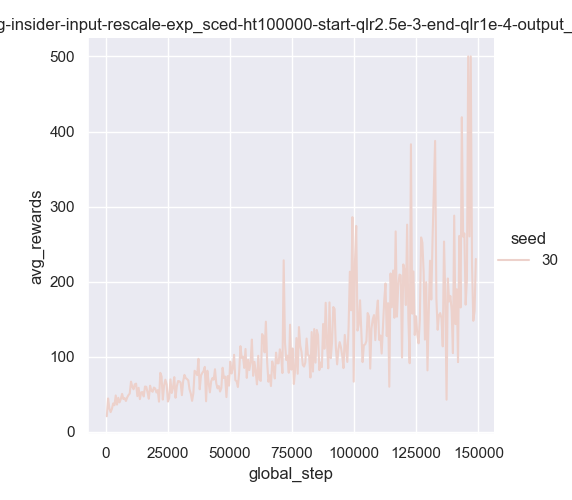 g-insider-input-rescale-exp_sced-ht100000-start-qlr2.5e-3-end-qlr1e-4-output_
500
400
300
200
100
0
avg_rewards
0 25000 50000 75000 100000 125000 150000
global_step
seed
30